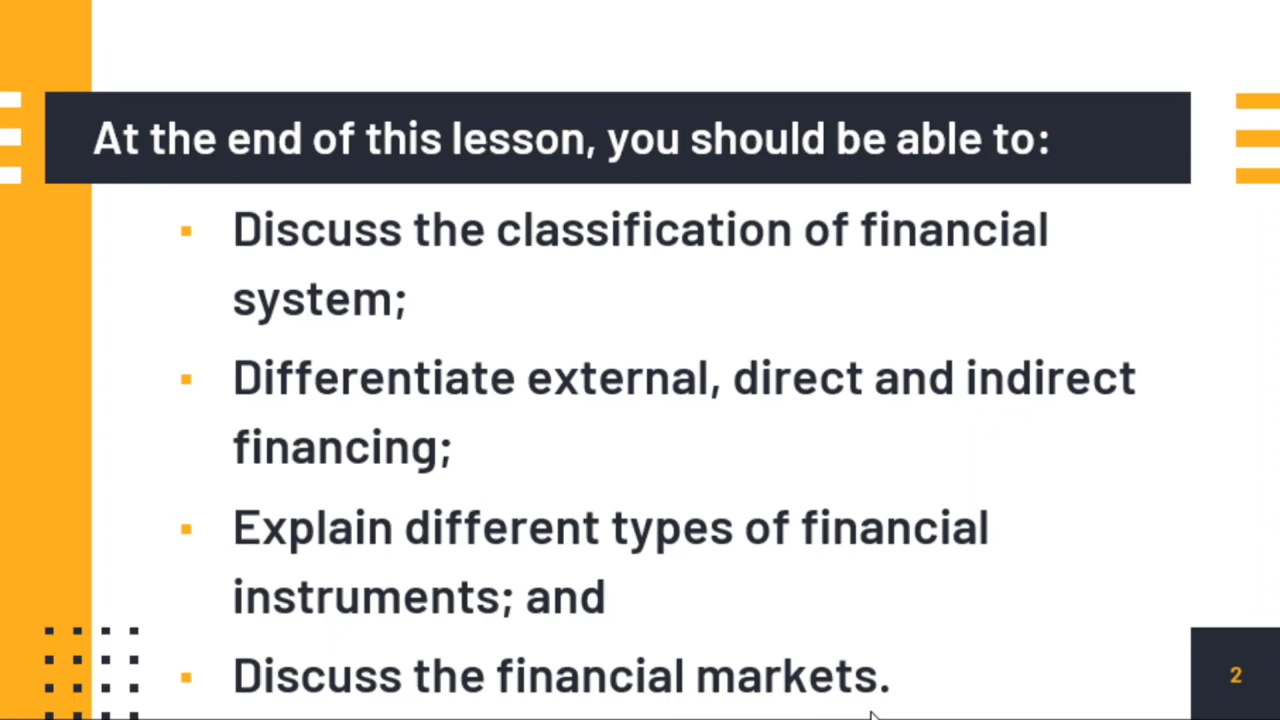 At the end of this lesson, you should be able to:
▪ Discuss the classification of financial
system;
▪ Differentiate external, direct and indirect
financing;
▪ Explain different types of financial
instruments; and
▪ Discuss the financial markets.
2